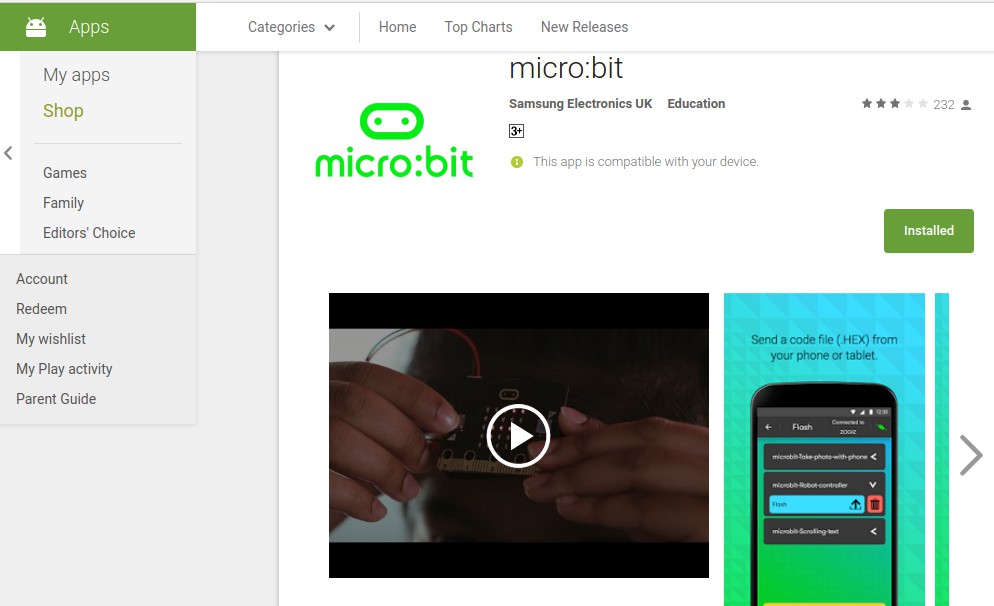 Apps
Categories
Home
Top Charts
New Releases
My apps
Shop
Games
Family
Editors' Choice
Account
Redeem
My wishlist
My Play activity
Parent Guide
micro:bit
micro:bit
Samsung Electronics UK Education
232
3+
This app is compatible with your device.
Installed
Send a code file (.HEX) from
your phone or tablet.
12:30
Flash
Connected to
ZOGIZ
microbit-Take-photo-with-phone
microbit-Robot-controller
Flash
microbit-Scrolling-text